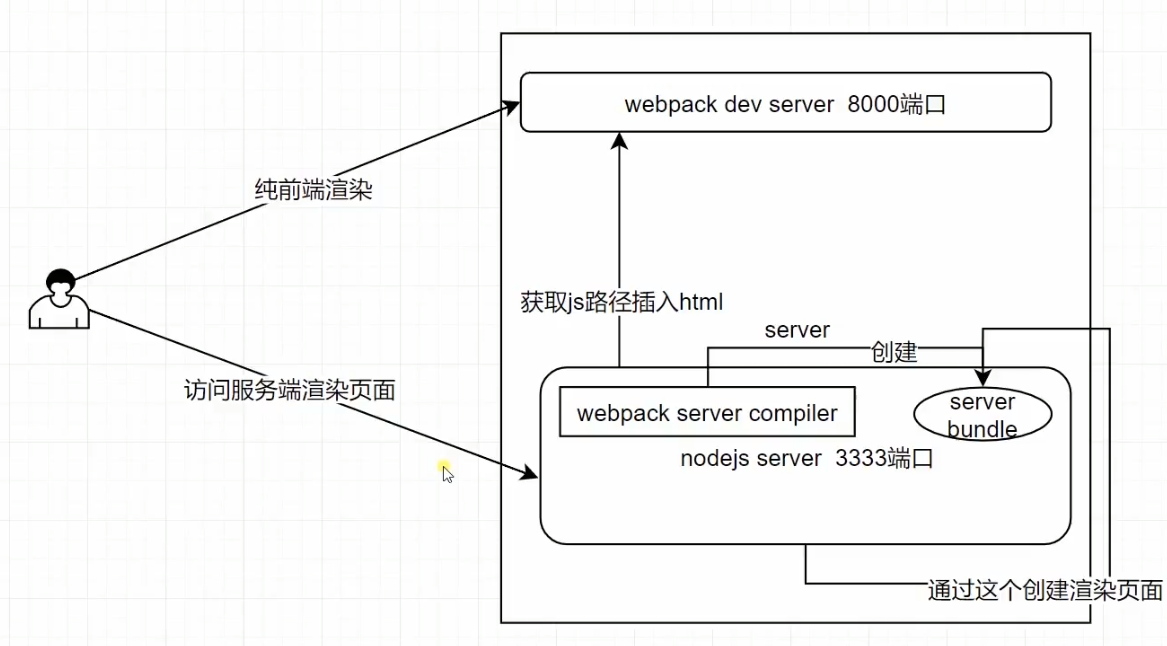 webpack dev server 8000端口
纯前端渲染
获取js路径插入html
server
创建
访问服务端渲染页面
webpack server compiler
server
bundle
nodejs server 3333端口
通过这个创建渲染页面